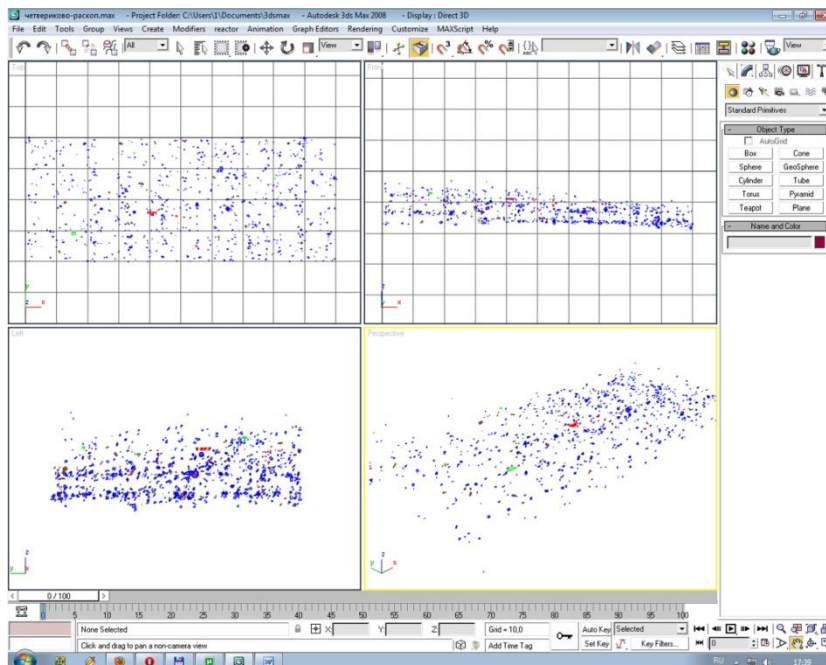 четвериково-раскоп.max - Project Folder: C:\Users\1\Documents\3dsmax - Autodesk 3ds Max 2008 - Display : Direct 3D
File Edit Tools Group Views Create Modifiers reactor Animation Graph Editors Rendering Customize MAXScript Help
All View View
Top Front
Standard Primitives
- Object Type
AutoGrid
Box Cone
Sphere GeoSphere
Cylinder Tube
Torus Pyramid
Teapot Plane
- Name and Color
y
z x
z
x
Left Perspective
z
y
z
y x
< 0 / 100 >
0 5 10 15 20 25 30 35 40 45 50 55 60 65 70 75 80 85 90 95 100
None Selected X: Y: Z: Grid = 10,0 Auto Key Selected
Click and drag to pan a non-camera view Add Time Tag Set Key Key Filters... 0
RU 17:39